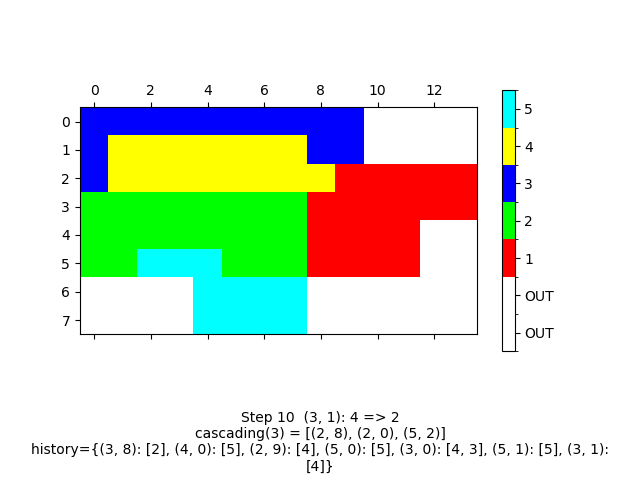 0 2 4 6 8 10 12
0
1
2
3
4
5
6
7
5
4
3
2
1
OUT
OUT
Step 10  (3, 1): 4 => 2
cascading(3) = [(2, 8), (2, 0), (5, 2)]
history={(3, 8): [2], (4, 0): [5], (2, 9): [4], (5, 0): [5], (3, 0): [4, 3], (5, 1): [5], (3, 1):
[4]}